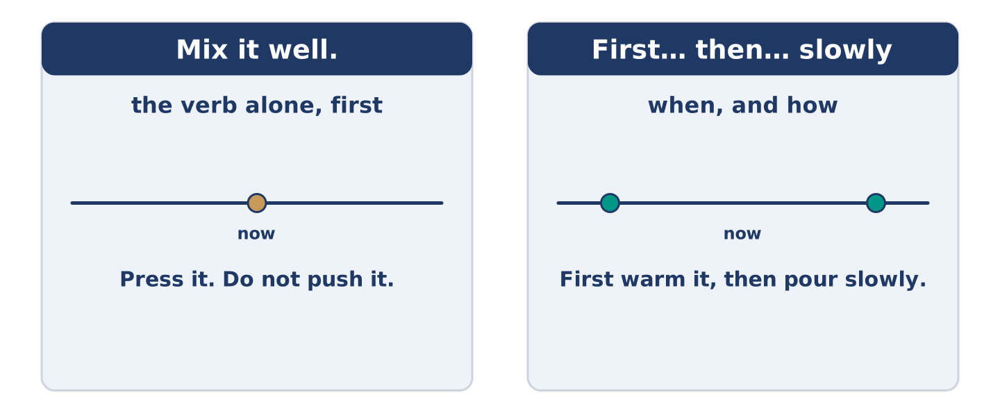 Mix it well.
the verb alone, first
now
Press it. Do not push it.
First… then… slowly
when, and how
now
First warm it, then pour slowly.